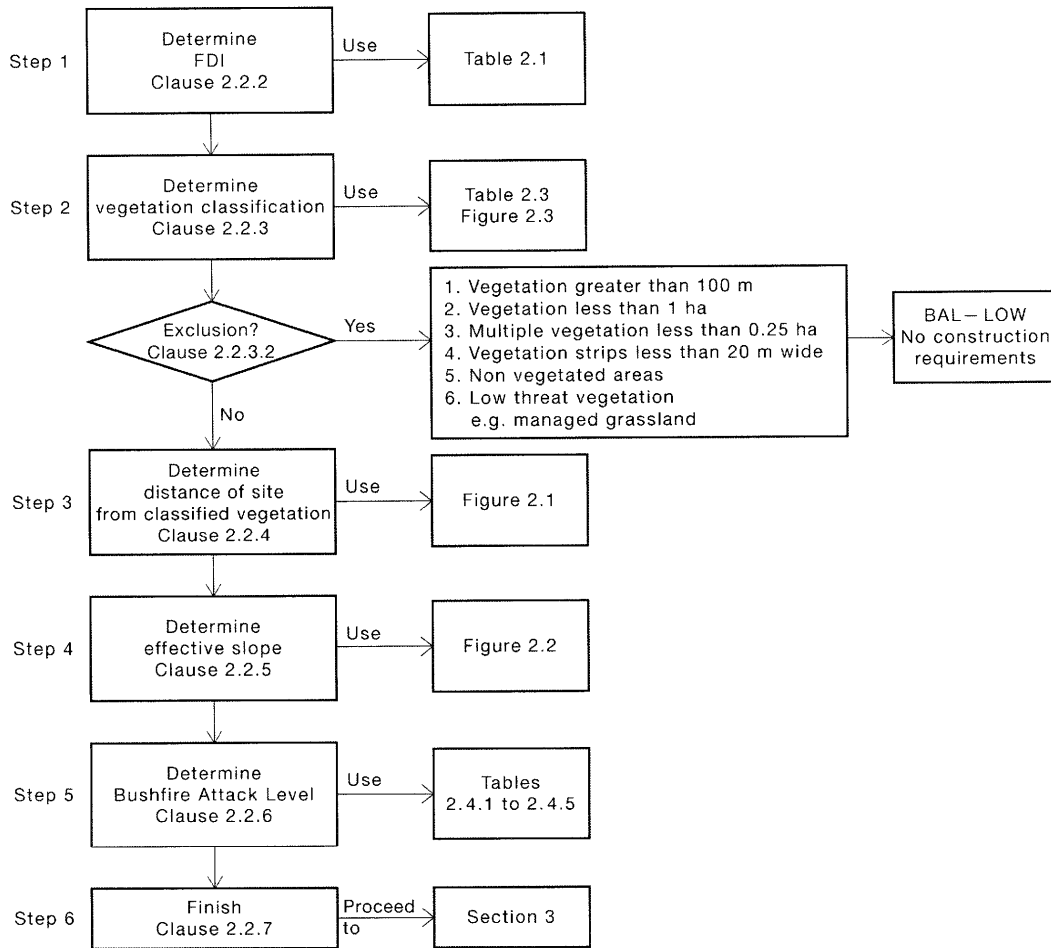 Step 1
Determine
FDI
Clause 2.2.2
Use
Table 2.1
Step 2
Determine
vegetation classification
Clause 2.2.3
Use
Table 2.3
Figure 2.3
Exclusion?
Clause 2.2.3.2
Yes
1. Vegetation greater than 100 m
2. Vegetation less than 1 ha
3. Multiple vegetation less than 0.25 ha
4. Vegetation strips less than 20 m wide
5. Non vegetated areas
6. Low threat vegetation
e.g. managed grassland
BAL – LOW
No construction
requirements
No
Step 3
Determine
distance of site
from classified vegetation
Clause 2.2.4
Use
Figure 2.1
Step 4
Determine
effective slope
Clause 2.2.5
Use
Figure 2.2
Step 5
Determine
Bushfire Attack Level
Clause 2.2.6
Use
Tables
2.4.1 to 2.4.5
Step 6
Finish
Clause 2.2.7
Proceed
to
Section 3